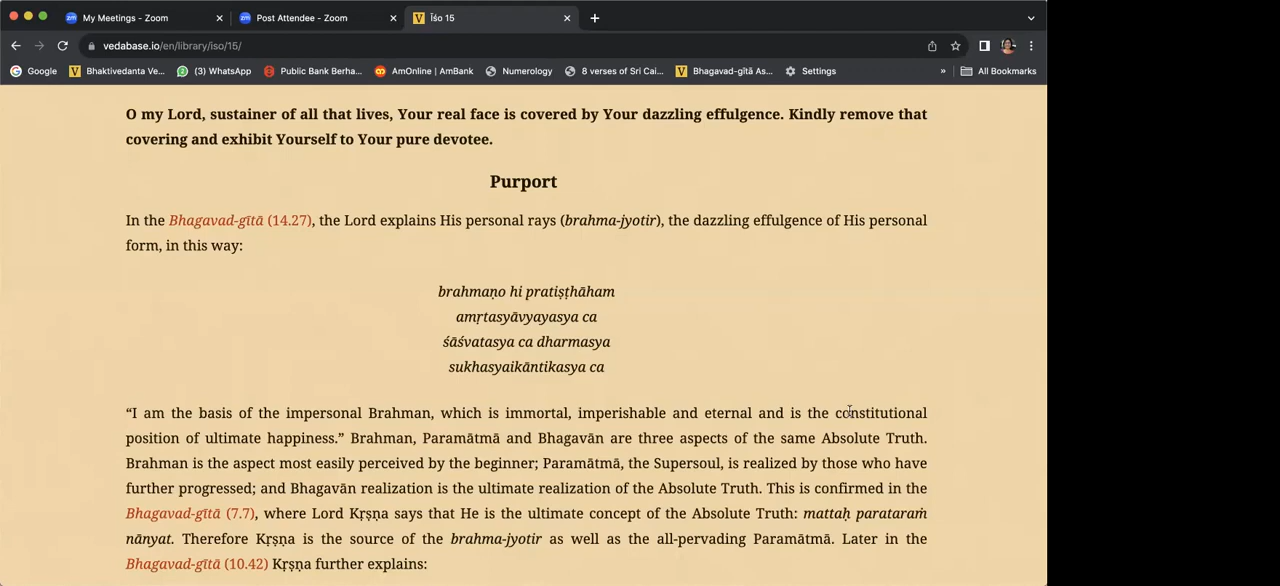 My Meetings - Zoom
Post Attendee - Zoom
Īśo 15
vedabase.io/en/library/iso/15/
Google
Bhaktivedanta Ve...
(3) WhatsApp
Public Bank Berha...
AmOnline | AmBank
Numerology
8 verses of Sri Cai...
Bhagavad-gītā As...
Settings
»
All Bookmarks
O my Lord, sustainer of all that lives, Your real face is covered by Your dazzling effulgence. Kindly remove that
covering and exhibit Yourself to Your pure devotee.
Purport
In the Bhagavad-gītā (14.27), the Lord explains His personal rays (brahma-jyotir), the dazzling effulgence of His personal
form, in this way:
brahmaṇo hi pratiṣṭhāham
amṛtasyāvyayasya ca
śāśvatasya ca dharmasya
sukhasyaikāntikasya ca
“I am the basis of the impersonal Brahman, which is immortal, imperishable and eternal and is the constitutional
position of ultimate happiness.” Brahman, Paramātmā and Bhagavān are three aspects of the same Absolute Truth.
Brahman is the aspect most easily perceived by the beginner; Paramātmā, the Supersoul, is realized by those who have
further progressed; and Bhagavān realization is the ultimate realization of the Absolute Truth. This is confirmed in the
Bhagavad-gītā (7.7), where Lord Kṛṣṇa says that He is the ultimate concept of the Absolute Truth: mattaḥ parataraṁ
nānyat. Therefore Kṛṣṇa is the source of the brahma-jyotir as well as the all-pervading Paramātmā. Later in the
Bhagavad-gītā (10.42) Kṛṣṇa further explains: